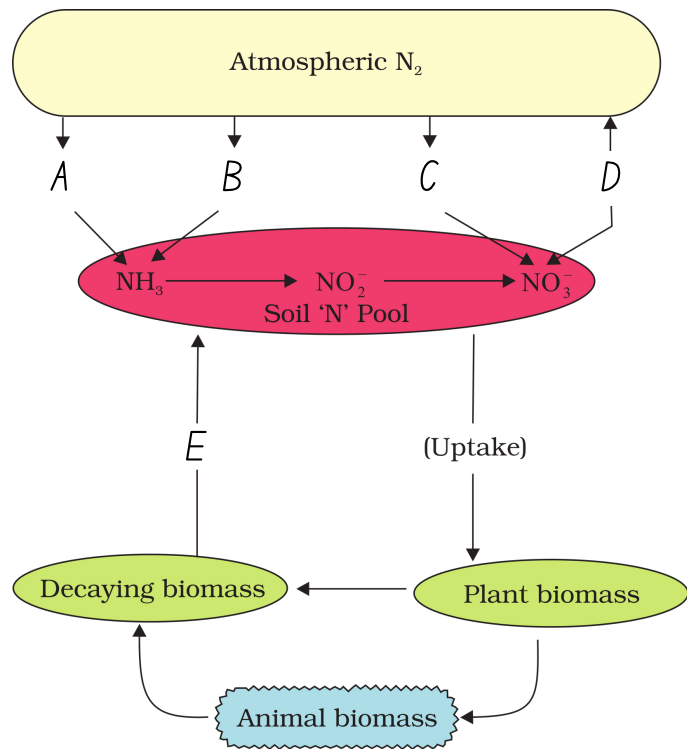 Atmospheric N₂
A B C D
NH₃ NO₂⁻ NO₃⁻
Soil ‘N’ Pool
E (Uptake)
Decaying biomass Plant biomass
Animal biomass